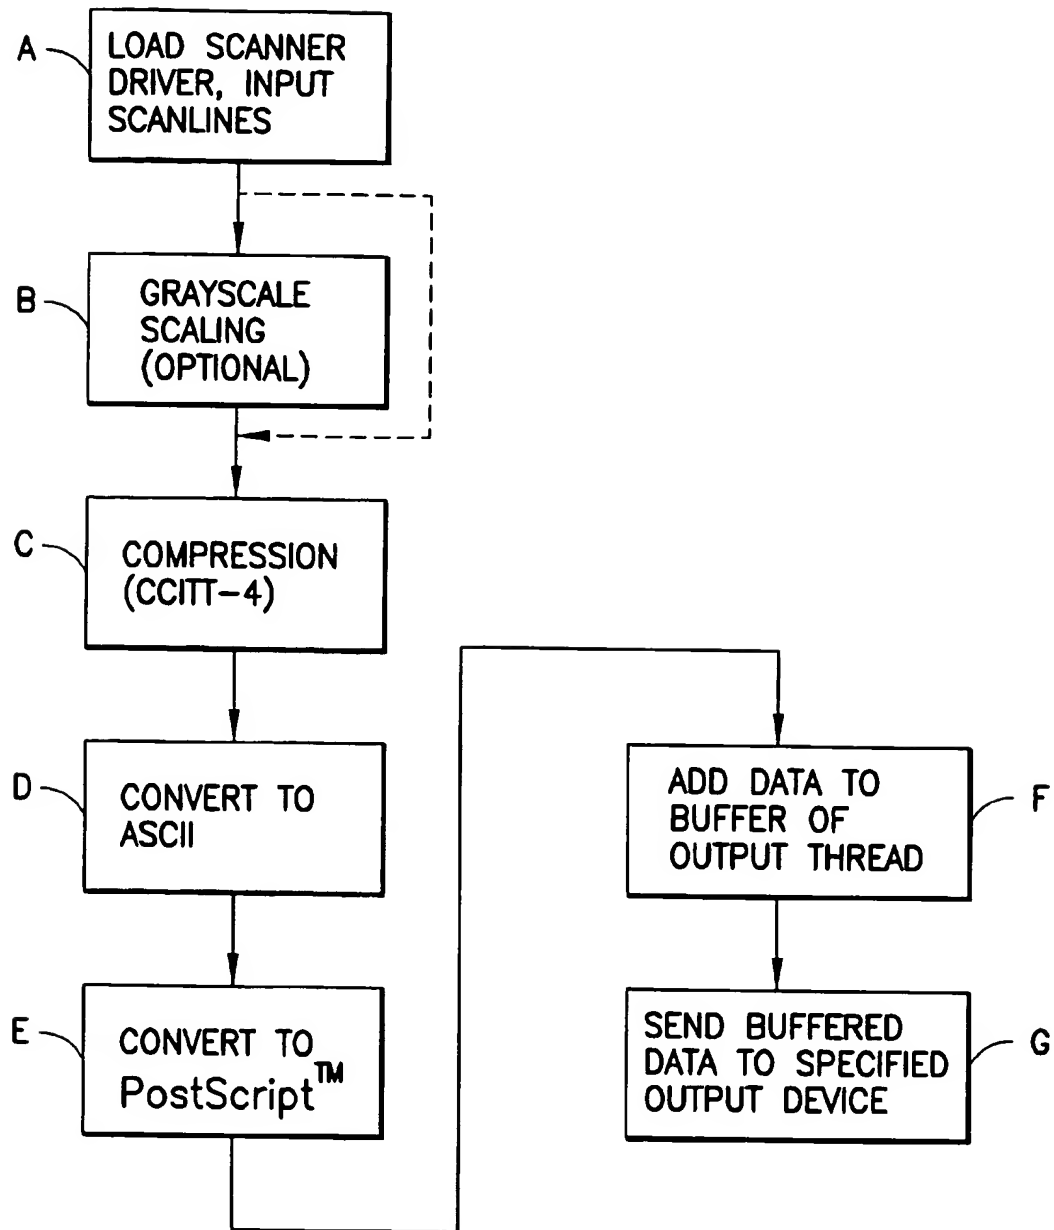 A
LOAD SCANNER
DRIVER, INPUT
SCANLINES
B
GRAYSCALE
SCALING
(OPTIONAL)
C
COMPRESSION
(CCITT-4)
D
CONVERT TO
ASCII
E
CONVERT TO
PostScript™
F
ADD DATA TO
BUFFER OF
OUTPUT THREAD
G
SEND BUFFERED
DATA TO SPECIFIED
OUTPUT DEVICE